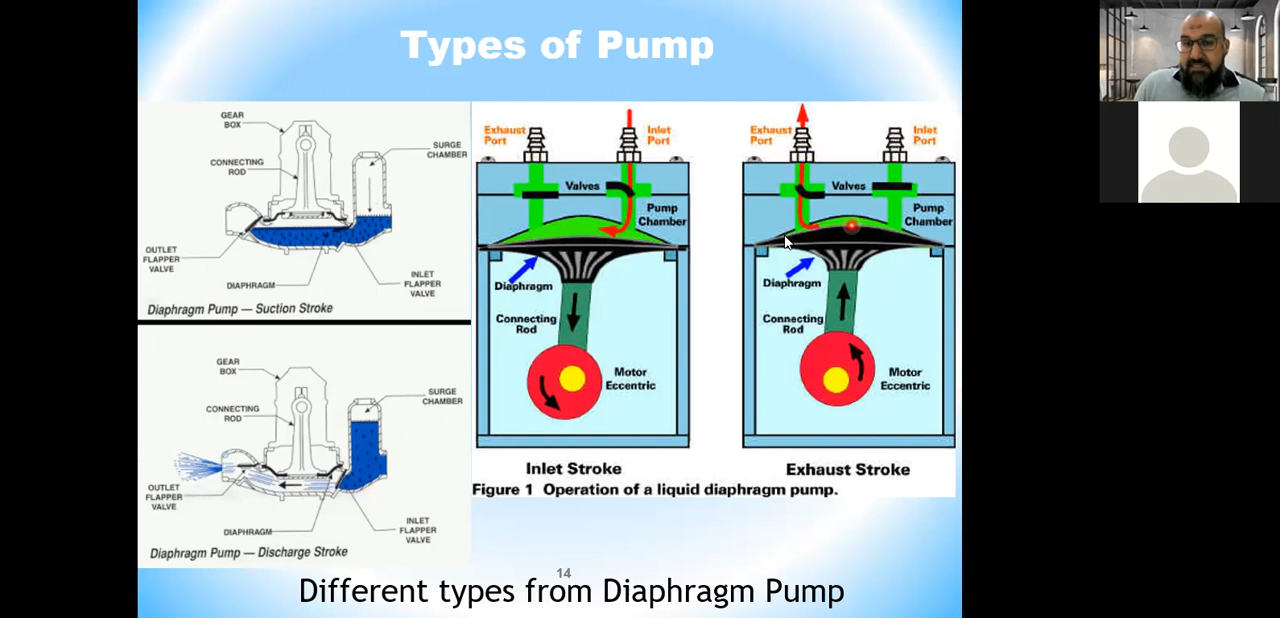 Types of Pump
GEAR
BOX
CONNECTING
ROD
SURGE
CHAMBER
OUTLET
FLAPPER
VALVE
DIAPHRAGM
INLET
FLAPPER
VALVE
Diaphragm Pump — Suction Stroke
GEAR
BOX
CONNECTING
ROD
SURGE
CHAMBER
OUTLET
FLAPPER
VALVE
DIAPHRAGM
INLET
FLAPPER
VALVE
Diaphragm Pump — Discharge Stroke
Exhaust
Port
Inlet
Port
Valves
Pump
Chamber
Diaphragm
Connecting
Rod
Motor
Eccentric
Inlet Stroke
Exhaust
Port
Inlet
Port
Valves
Pump
Chamber
Diaphragm
Connecting
Rod
Motor
Eccentric
Exhaust Stroke
Figure 1 Operation of a liquid diaphragm pump.
14
Different types from Diaphragm Pump